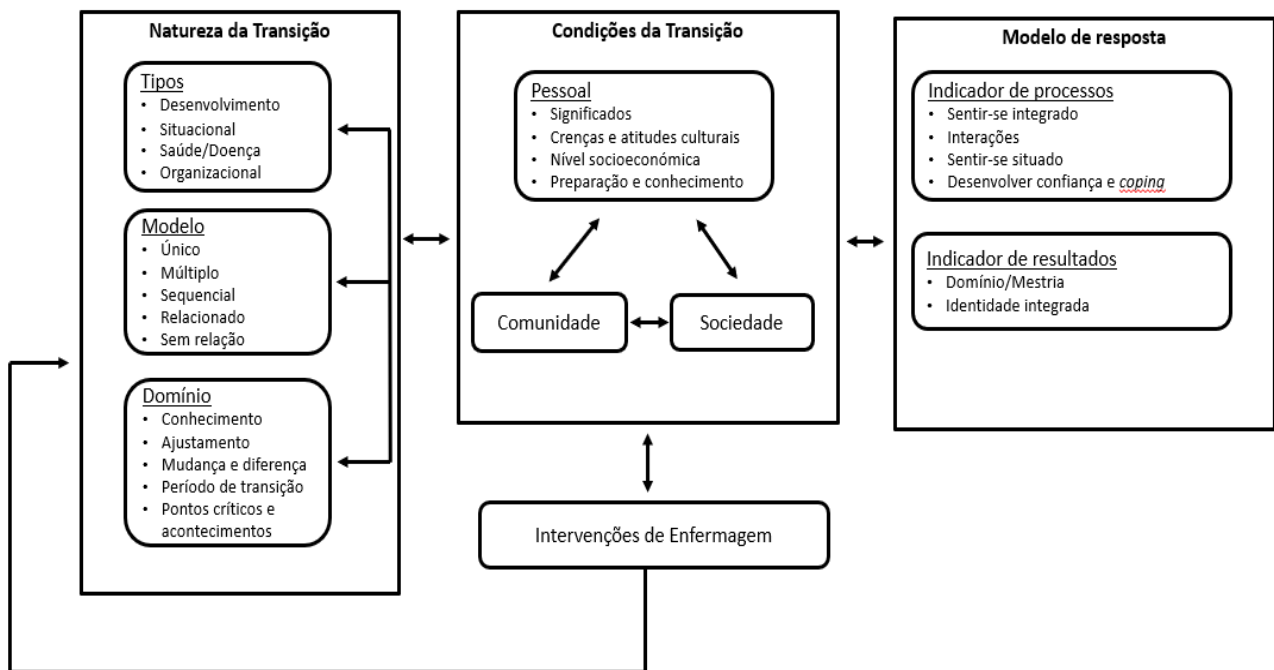 Natureza da Transição
Tipos
• Desenvolvimento
• Situacional
• Saúde/Doença
• Organizacional
Modelo
• Único
• Múltiplo
• Sequencial
• Relacionado
• Sem relação
Domínio
• Conhecimento
• Ajustamento
• Mudança e diferença
• Período de transição
• Pontos críticos e
acontecimentos
Condições da Transição
Pessoal
• Significados
• Crenças e atitudes culturais
• Nível socioeconómica
• Preparação e conhecimento
Comunidade
Sociedade
Intervenções de Enfermagem
Modelo de resposta
Indicador de processos
• Sentir-se integrado
• Interações
• Sentir-se situado
• Desenvolver confiança e coping
Indicador de resultados
• Domínio/Mestria
• Identidade integrada